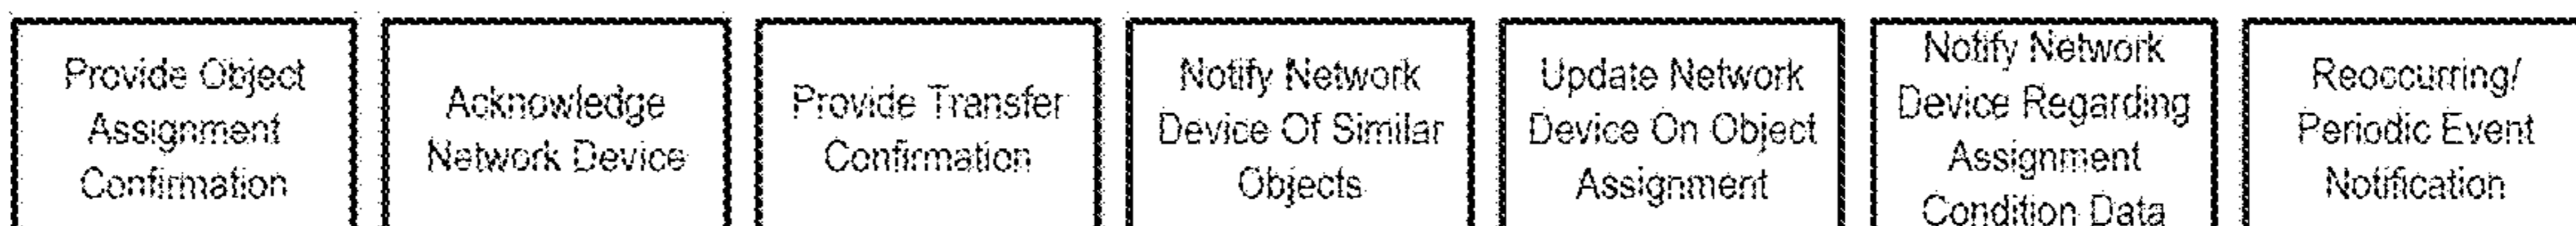 Provide Object
Assignment
Confirmation
Acknowledge
Network Device
Provide Transfer
Confirmation
Notify Network
Device Of Similar
Objects
Update Network
Device On Object
Assignment
Notify Network
Device Regarding
Assignment
Condition Data
Reoccurring/
Periodic Event
Notification